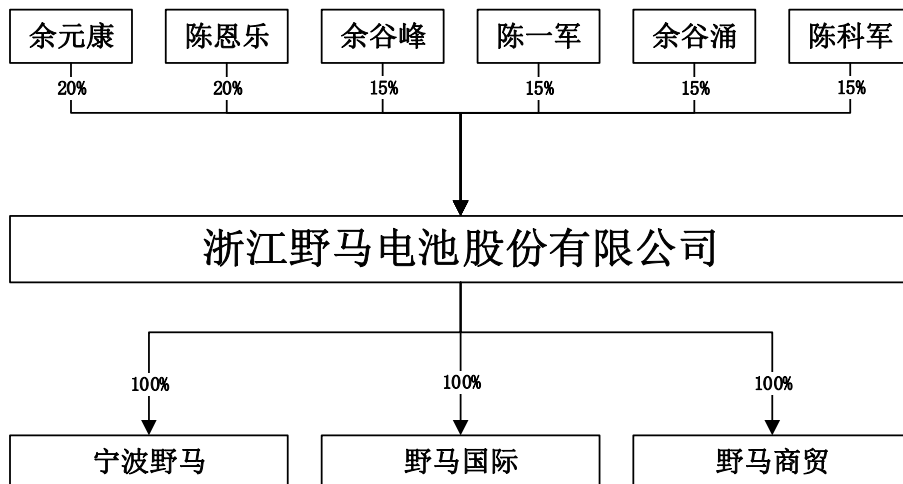 余元康 陈恩乐 余谷峰 陈一军 余谷涌 陈科军
20% 20% 15% 15% 15% 15%
浙江野马电池股份有限公司
100% 100% 100%
宁波野马 野马国际 野马商贸